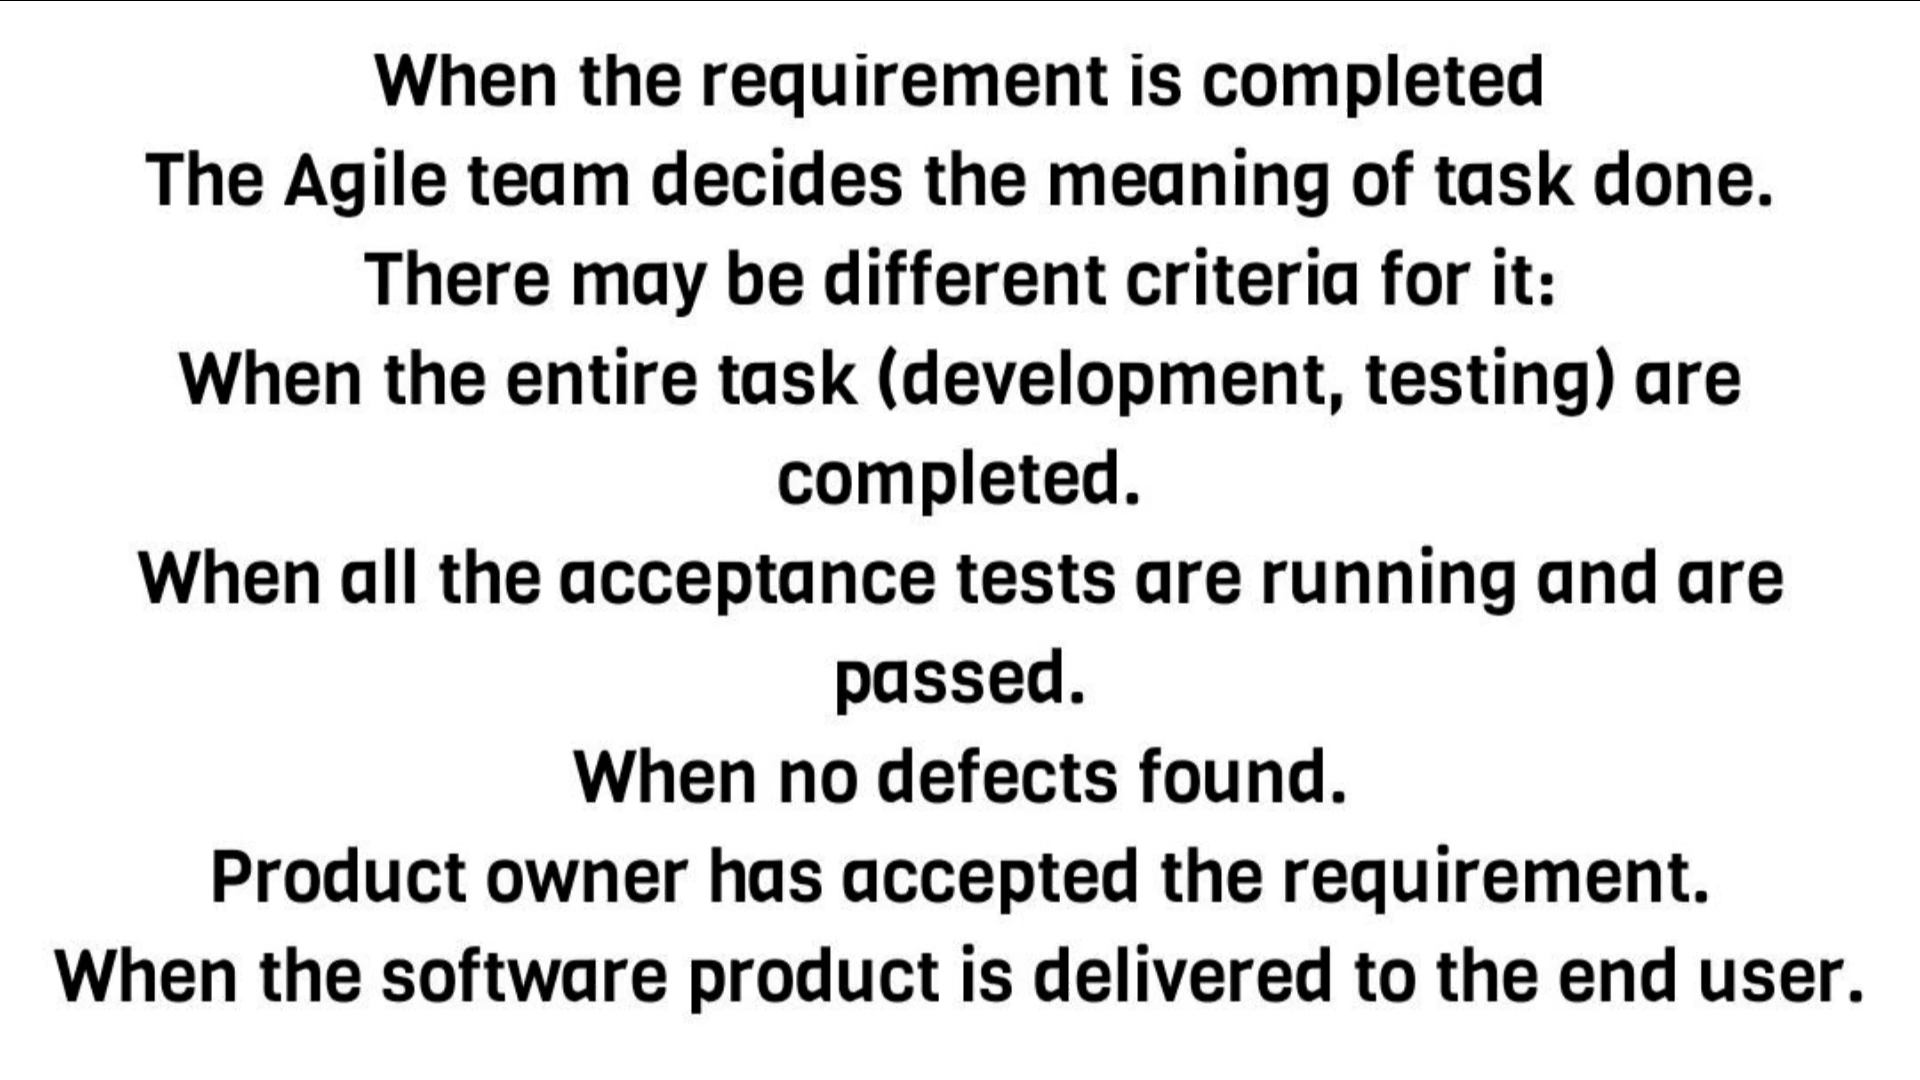 When the requirement is completed
The Agile team decides the meaning of task done.
There may be different criteria for it:
When the entire task (development, testing) are
completed.
When all the acceptance tests are running and are
passed.
When no defects found.
Product owner has accepted the requirement.
When the software product is delivered to the end user.